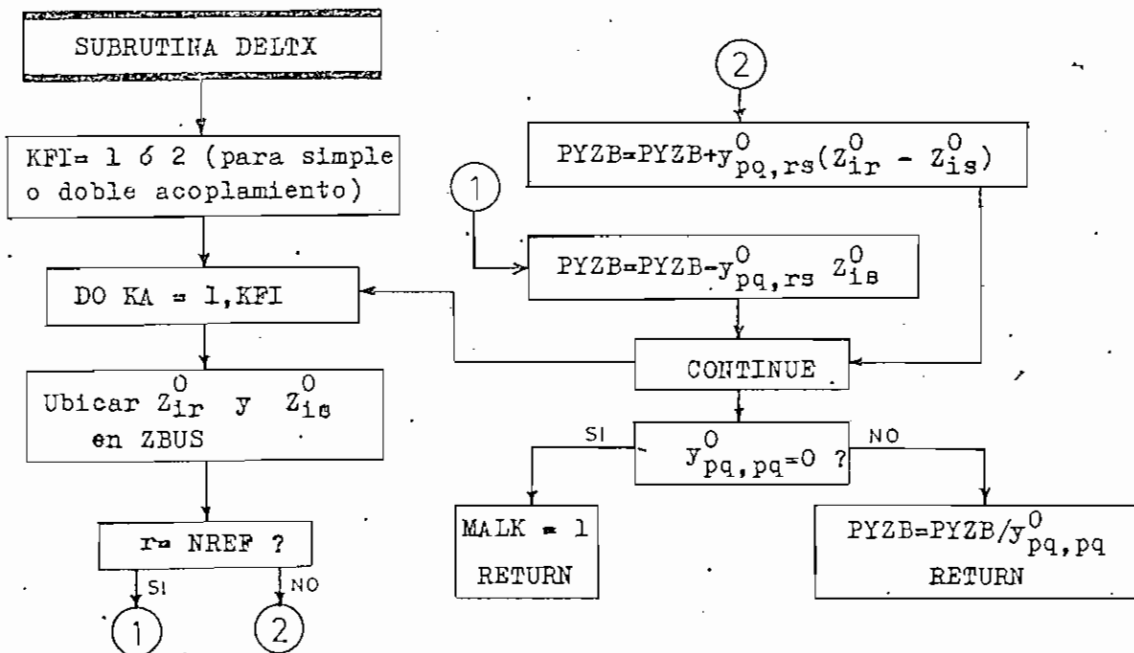 SUBRUTINA DELTX
KFI= 1 ó 2 (para simple
o doble acoplamiento)
DO KA = 1,KFI
Ubicar Z⁰ir y Z⁰is
en ZBUS
r= NREF ?
SI
NO
1
2
2
PYZB=PYZB+y⁰pq,rs(Z⁰ir - Z⁰is)
1
PYZB=PYZB-y⁰pq,rs Z⁰is
CONTINUE
y⁰pq,pq=0 ?
SI
NO
MALK = 1
RETURN
PYZB=PYZB/y⁰pq,pq
RETURN